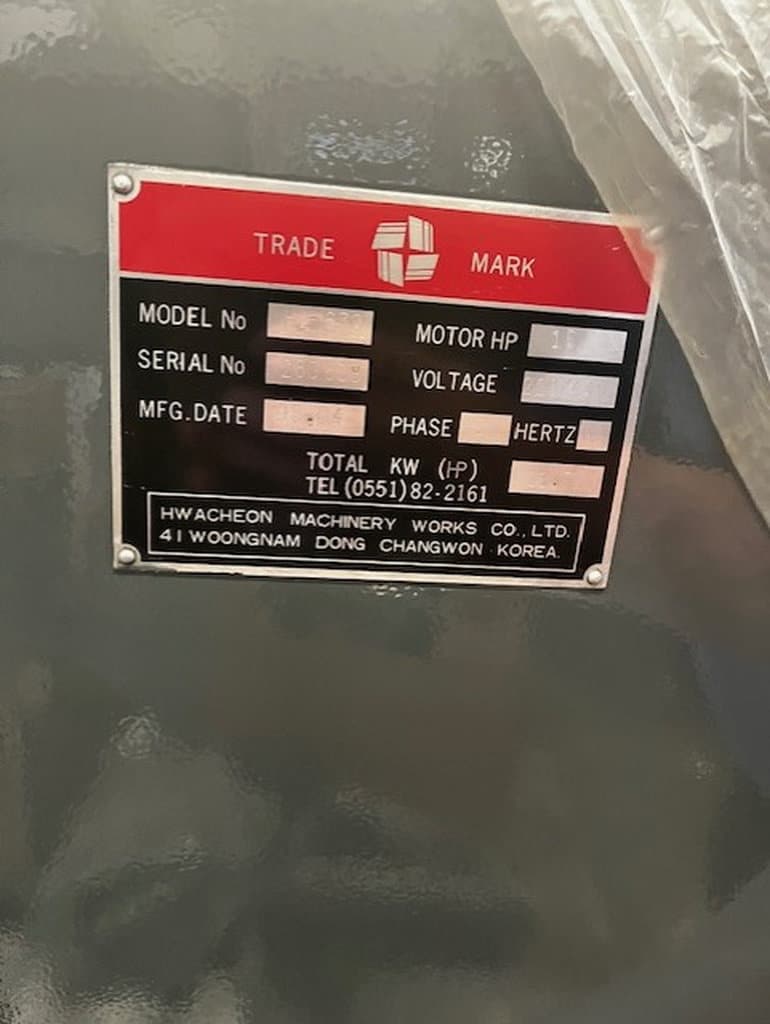 TRADE MARK
MODEL No
MOTOR HP
SERIAL No
VOLTAGE
MFG.DATE
PHASE HERTZ
TOTAL KW (HP)
TEL (0551) 82-2161
HWACHEON MACHINERY WORKS CO., LTD.
41 WOONGNAM DONG CHANGWON KOREA.